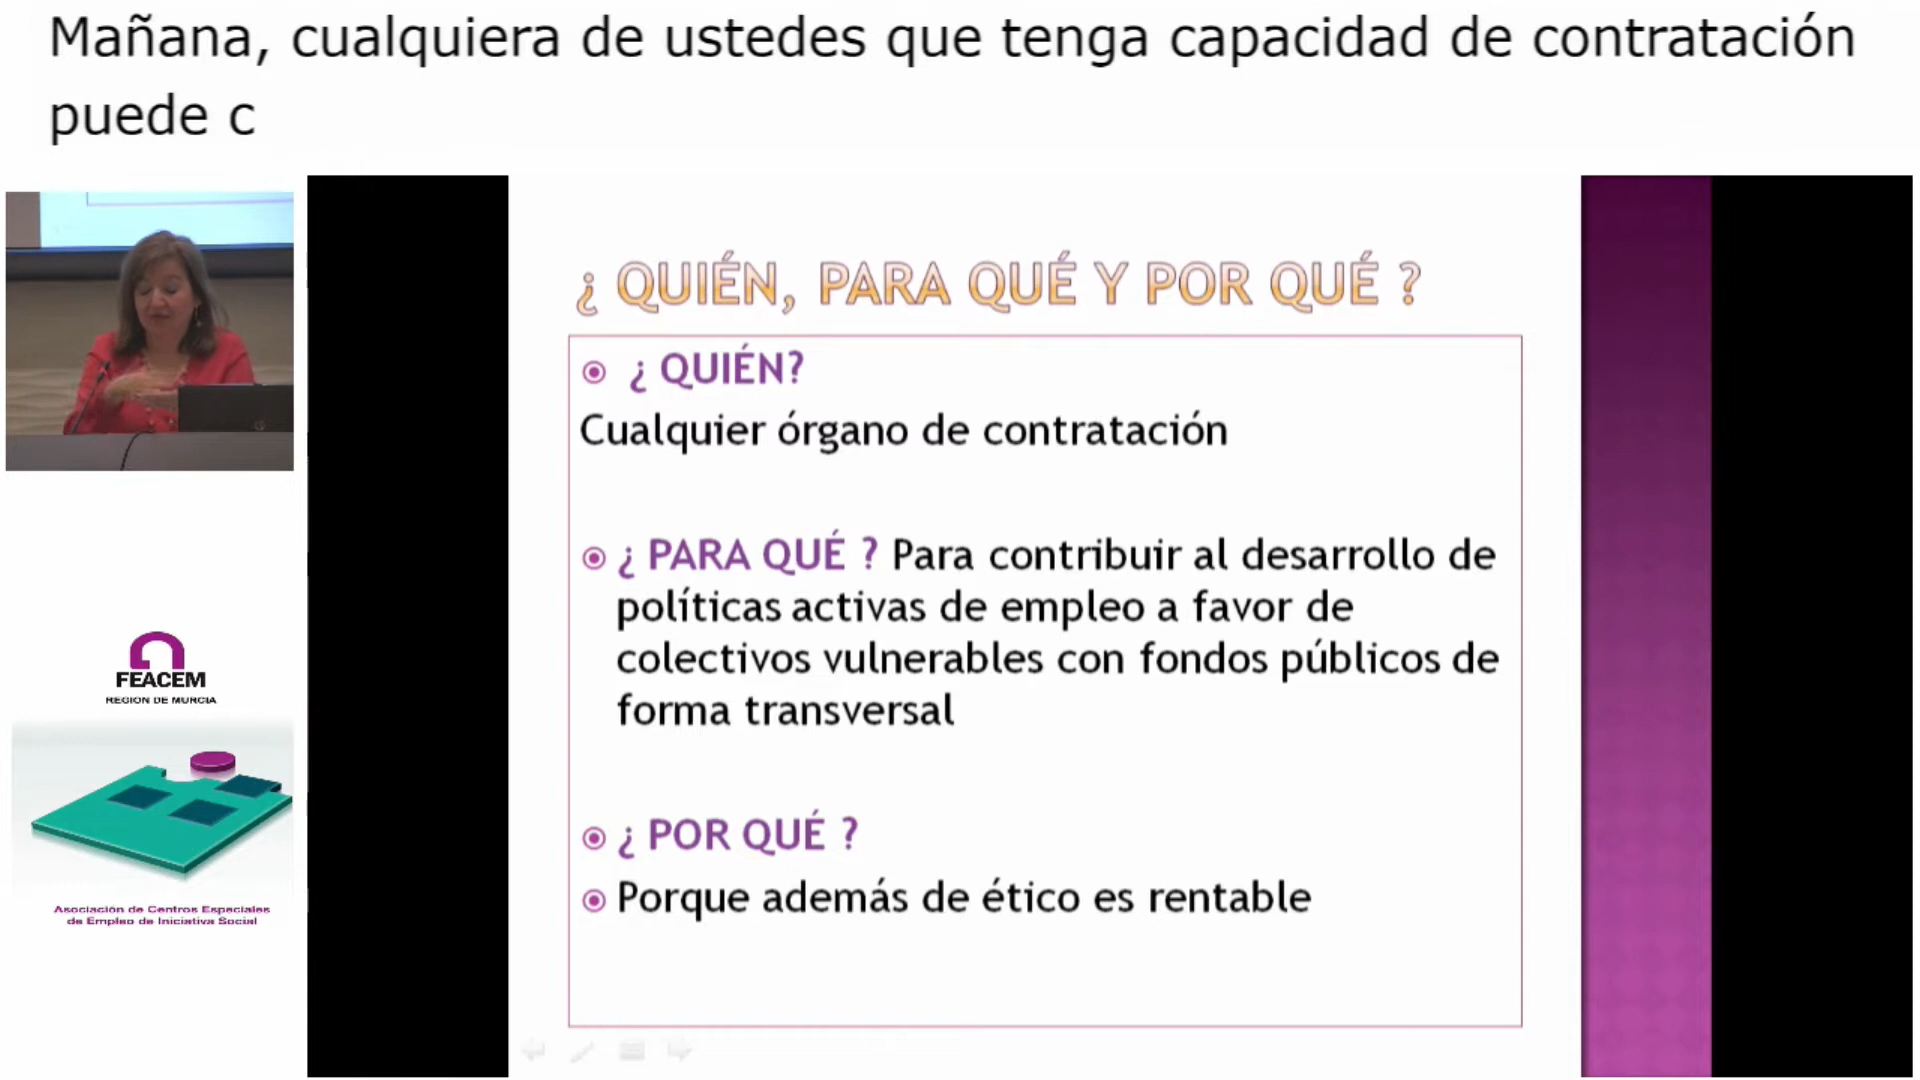 Mañana, cualquiera de ustedes que tenga capacidad de contratación
puede c
¿ QUIÉN, PARA QUÉ Y POR QUÉ ?
¿ QUIÉN?
Cualquier órgano de contratación
¿ PARA QUÉ ? Para contribuir al desarrollo de
políticas activas de empleo a favor de
colectivos vulnerables con fondos públicos de
forma transversal
¿ POR QUÉ ?
Porque además de ético es rentable
FEACEM
REGION DE MURCIA
Asociación de Centros Especiales
de Empleo de Iniciativa Social